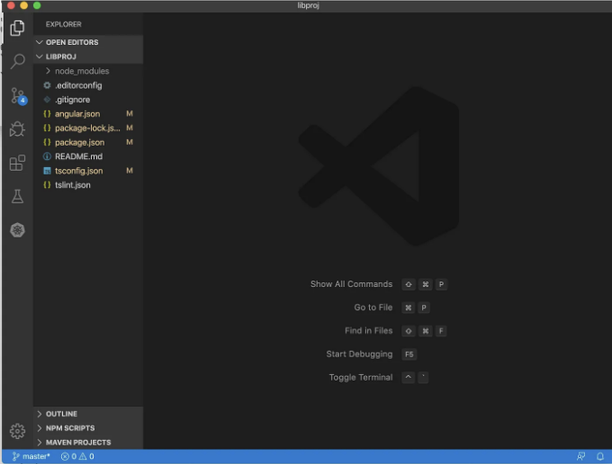 libproj
EXPLORER
OPEN EDITORS
LIBPROJ
node_modules
.editorconfig
.gitignore
angular.json M
package-lock.js... M
package.json M
README.md
tsconfig.json M
tslint.json
4
Show All Commands ⇧ ⌘ P
Go to File ⌘ P
Find in Files ⇧ ⌘ F
Start Debugging F5
Toggle Terminal ^ `
OUTLINE
NPM SCRIPTS
MAVEN PROJECTS
master* 0 0